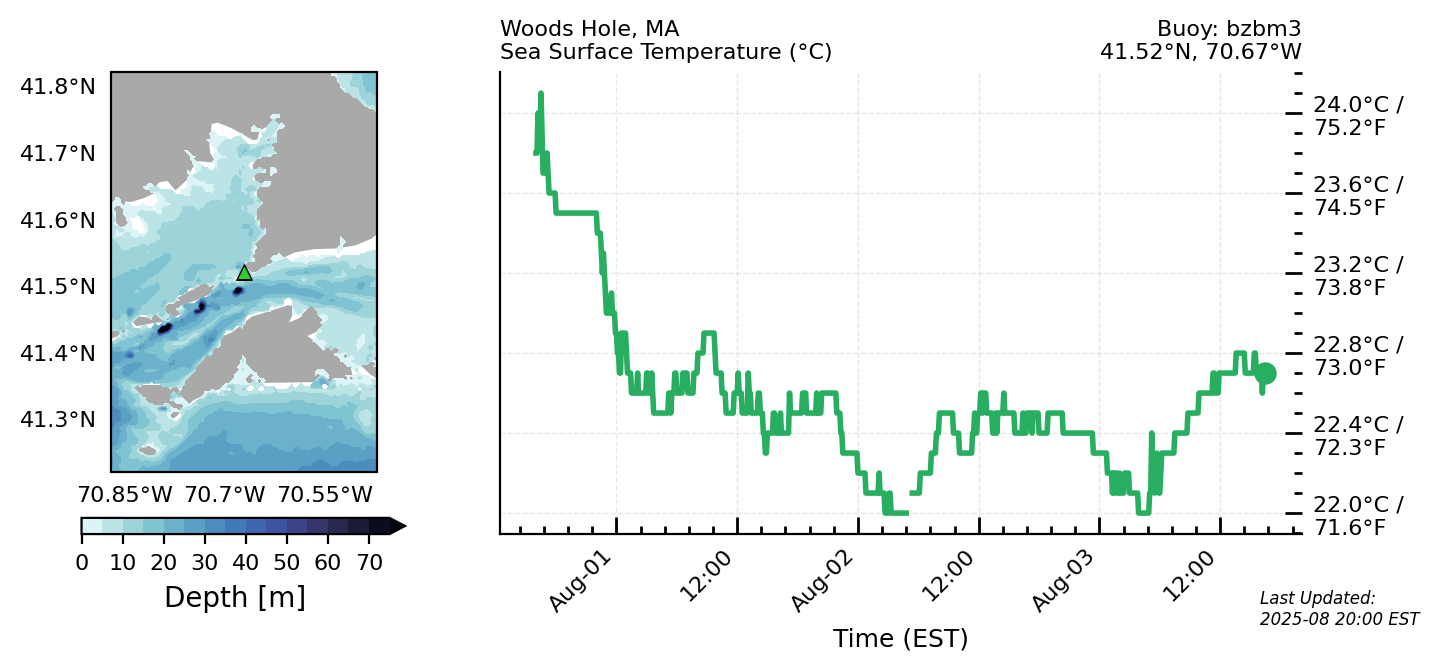 Woods Hole, MA
Sea Surface Temperature (°C)
Buoy: bzbm3
41.52°N, 70.67°W
41.8°N
41.7°N
41.6°N
41.5°N
41.4°N
41.3°N
70.85°W 70.7°W 70.55°W
0 10 20 30 40 50 60 70
Depth [m]
24.0°C /
75.2°F
23.6°C /
74.5°F
23.2°C /
73.8°F
22.8°C /
73.0°F
22.4°C /
72.3°F
22.0°C /
71.6°F
Aug-01 12:00 Aug-02 12:00 Aug-03 12:00
Time (EST)
Last Updated:
2025-08 20:00 EST